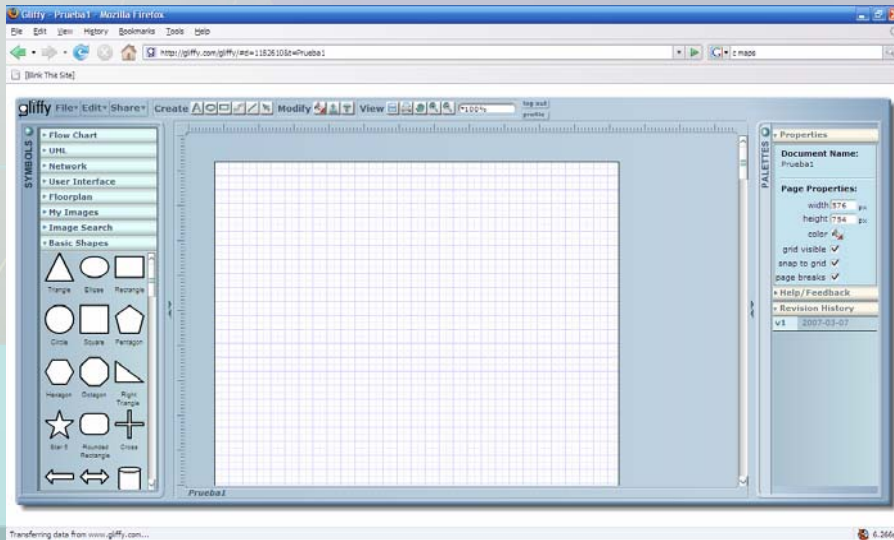 Gliffy - Prueba1 - Mozilla Firefox
File Edit View History Bookmarks Tools Help
http://gliffy.com/gliffy/#d=1182610&t=Prueba1
c maps
[Blink This Site]
gliffy File Edit Share Create Modify View 100% log out
profile
SYMBOLS
Flow Chart
UML
Network
User Interface
Floorplan
My Images
Image Search
Basic Shapes
Triangle Ellipse Rectangle
Circle Square Pentagon
Hexagon Octagon Right
Triangle
Star 5 Rounded Cross
Rectangle
Prueba1
PALETTES
Properties
Document Name:
Prueba1
Page Properties:
width 576 px
height 794 px
color
grid visible
snap to grid
page breaks
Help/Feedback
Revision History
v1 2007-03-07
Transferring data from www.gliffy.com...